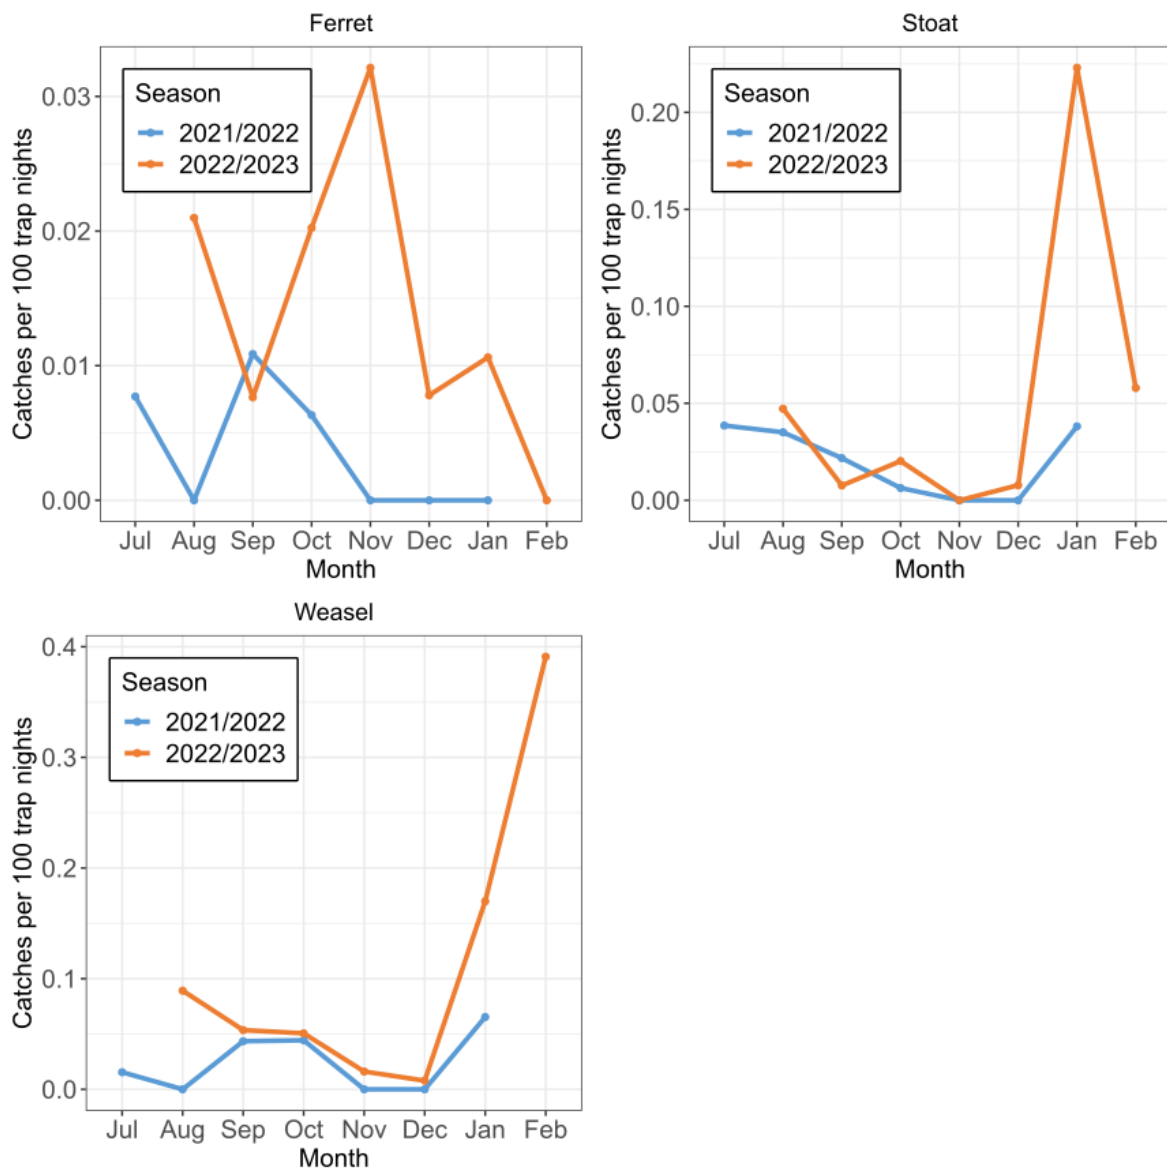 Ferret
Catches per 100 trap nights
0.03
0.02
0.01
0.00
Season
2021/2022
2022/2023
Jul Aug Sep Oct Nov Dec Jan Feb
Month
Stoat
Catches per 100 trap nights
0.20
0.15
0.10
0.05
0.00
Season
2021/2022
2022/2023
Jul Aug Sep Oct Nov Dec Jan Feb
Month
Weasel
Catches per 100 trap nights
0.4
0.3
0.2
0.1
0.0
Season
2021/2022
2022/2023
Jul Aug Sep Oct Nov Dec Jan Feb
Month